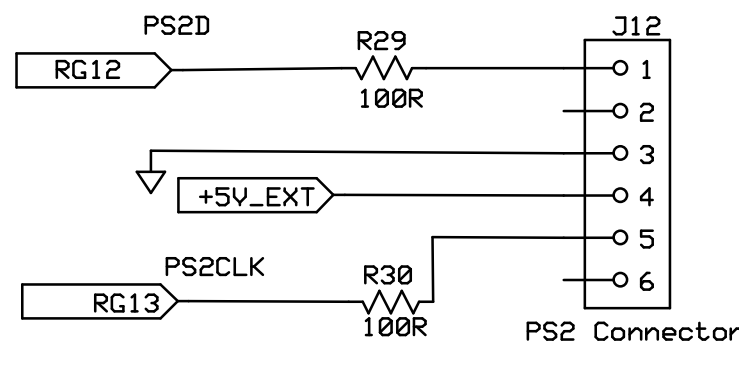 PS2D
J12
R29
RG12
1
100R
2
3
+5V_EXT
4
5
PS2CLK
R30
6
RG13
100R
PS2 Connector